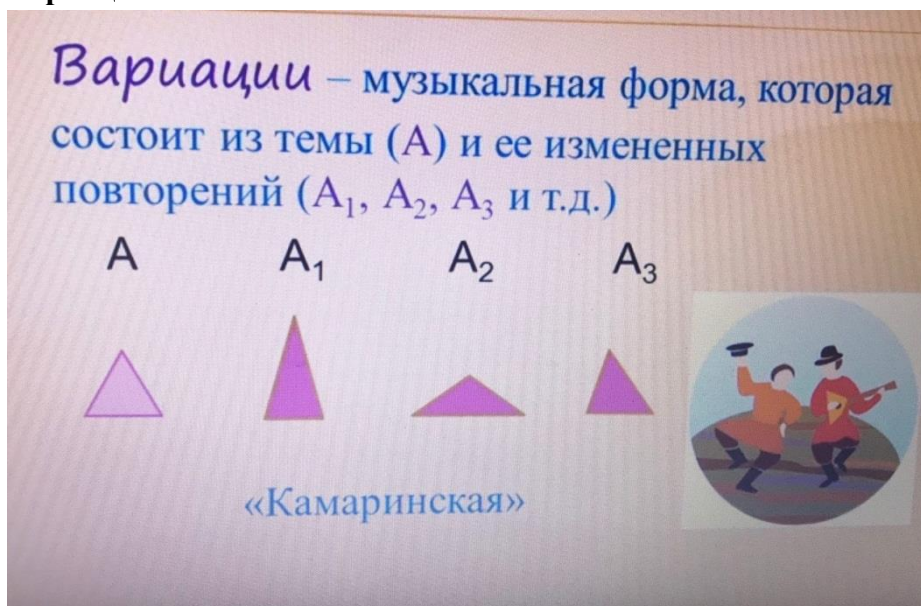 Вариации – музыкальная форма, которая
состоит из темы (А) и ее измененных
повторений (А₁, А₂, А₃ и т.д.)
А А₁ А₂ А₃
«Камаринская»